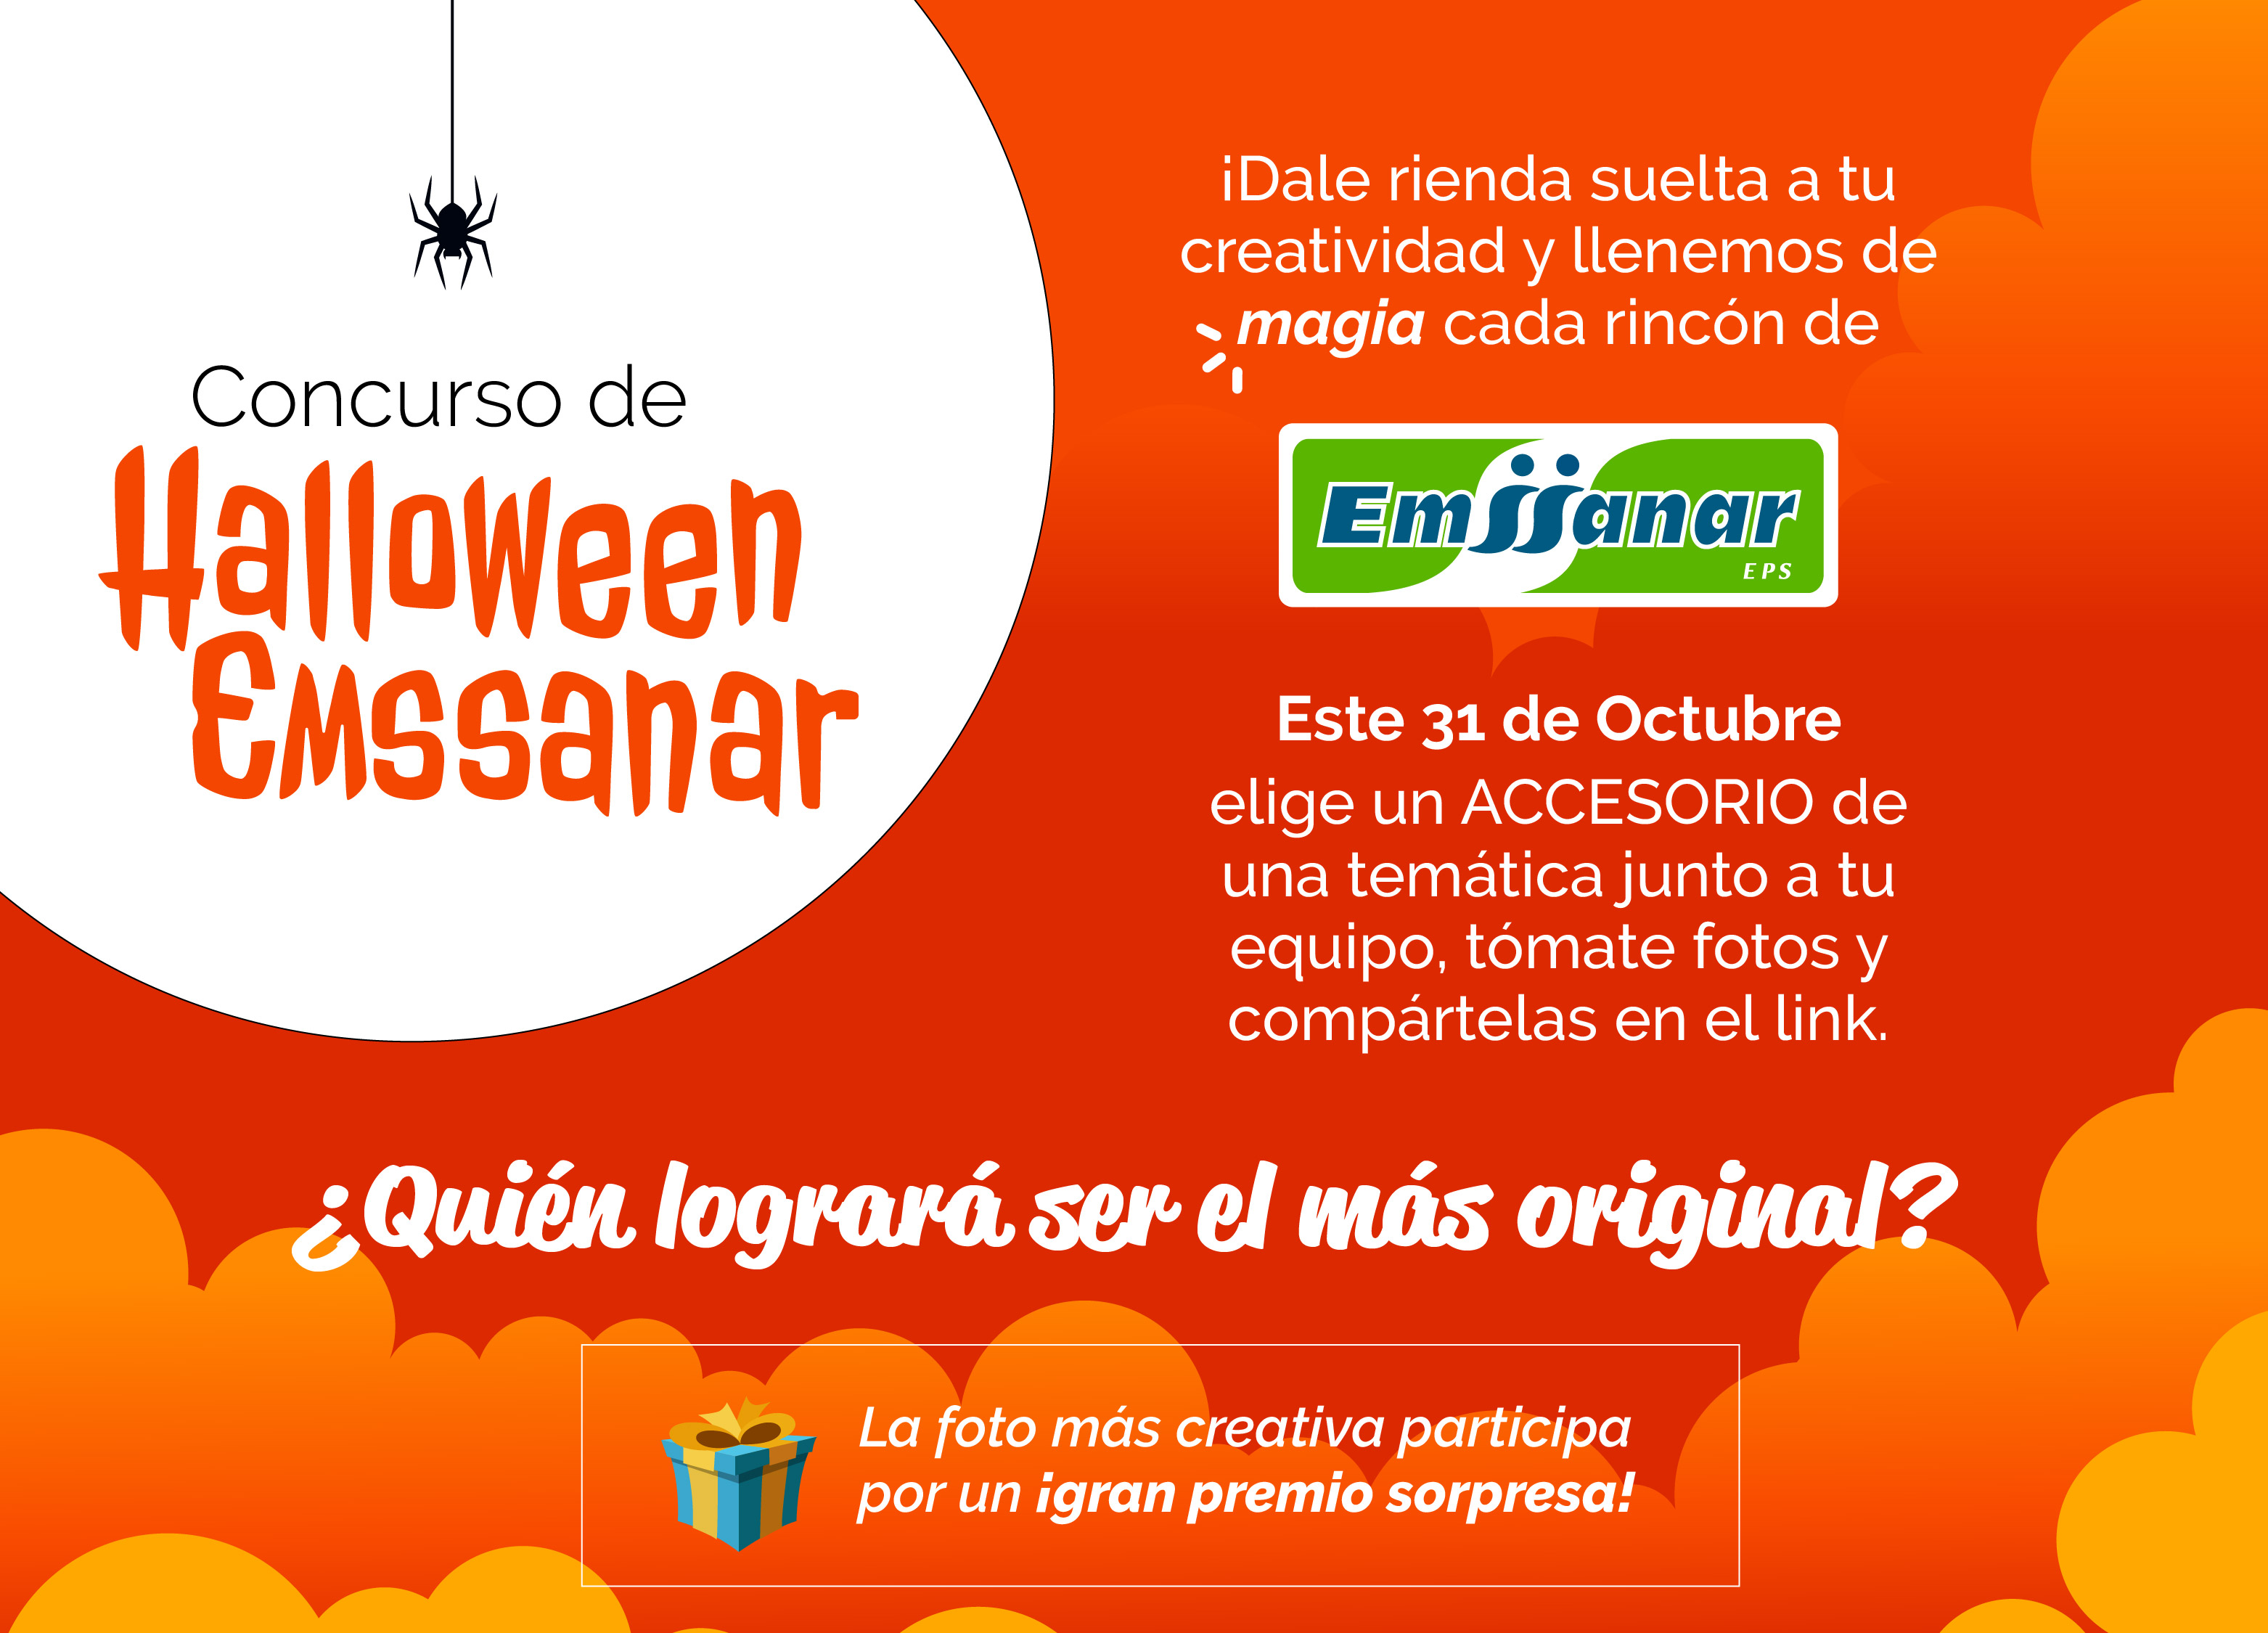 Concurso de
Halloween
Emssanar
¡Dale rienda suelta a tu
creatividad y llenemos de
magia cada rincón de
Emssanar
EPS
Este 31 de Octubre
elige un ACCESORIO de
una temática junto a tu
equipo, tómate fotos y
compártelas en el link.
¿Quién logrará ser el más original?
La foto más creativa participa
por un ¡gran premio sorpresa!